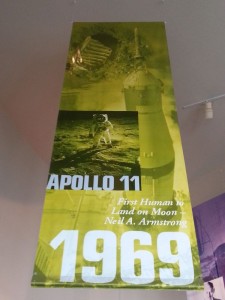 APOLLO 11
First Human to
Land on Moon -
Neil A. Armstrong
1969